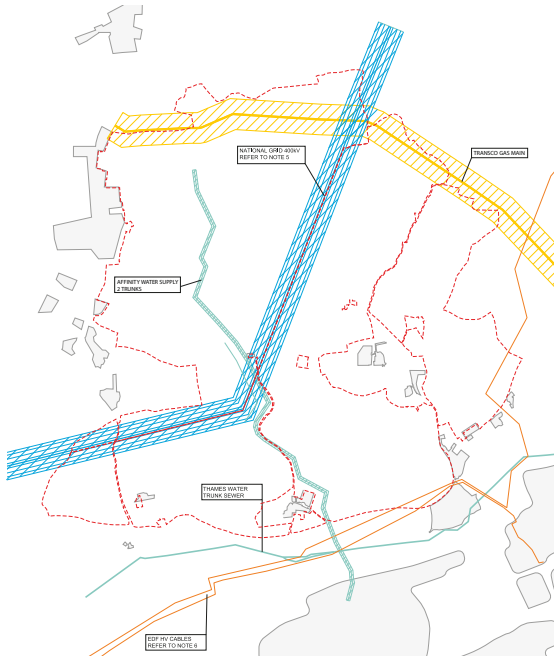 NATIONAL GRID 400kV
REFER TO NOTE 5
TRANSCO GAS MAIN
AFFINITY WATER SUPPLY
2 TRUNKS
THAMES WATER
TRUNK SEWER
EDF HV CABLES
REFER TO NOTE 6